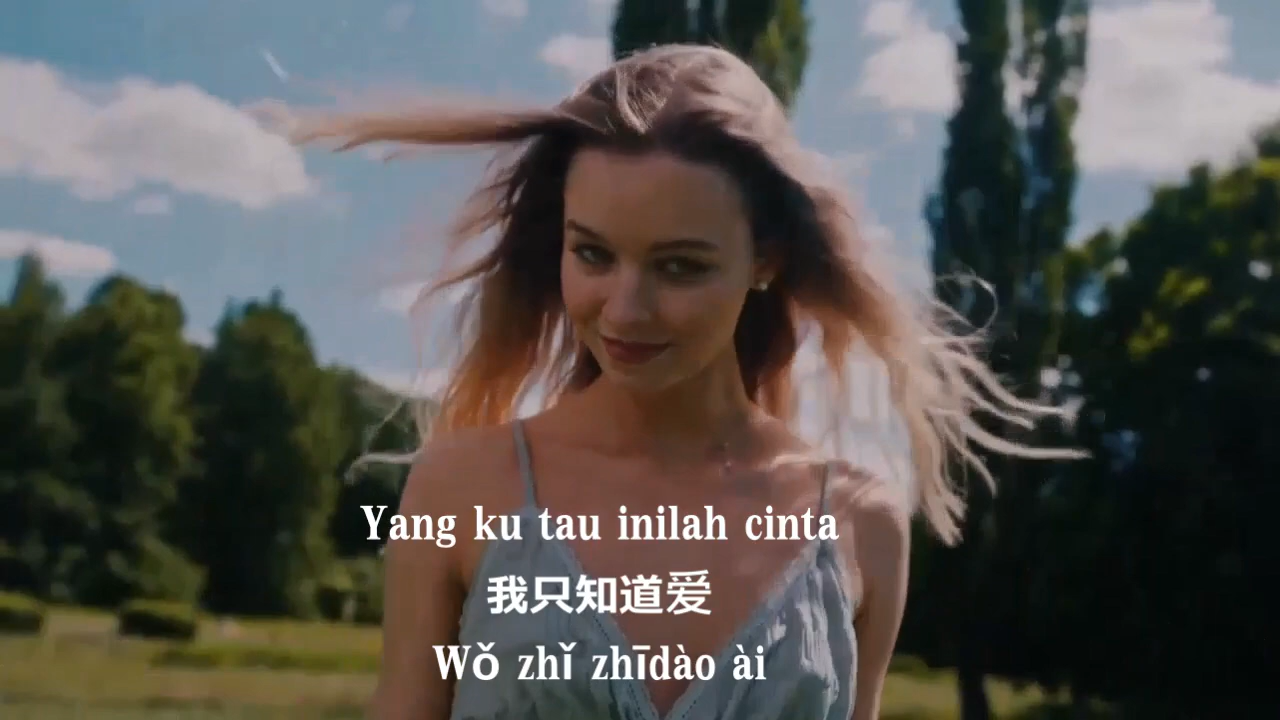 Yang ku tau inilah cinta
我只知道爱
Wǒ zhǐ zhīdào ài